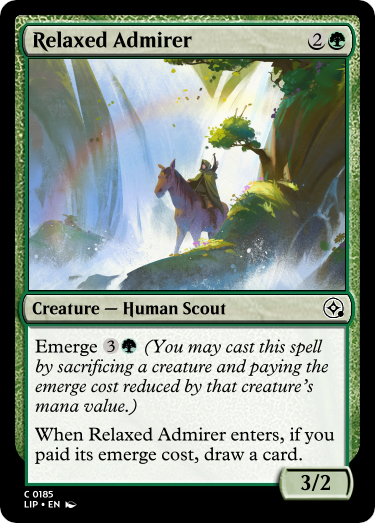 Relaxed Admirer 2
Creature — Human Scout
Emerge 3 (You may cast this spell
by sacrificing a creature and paying the
emerge cost reduced by that creature's
mana value.)
When Relaxed Admirer enters, if you
paid its emerge cost, draw a card.
3/2
C 0185
LIP • EN